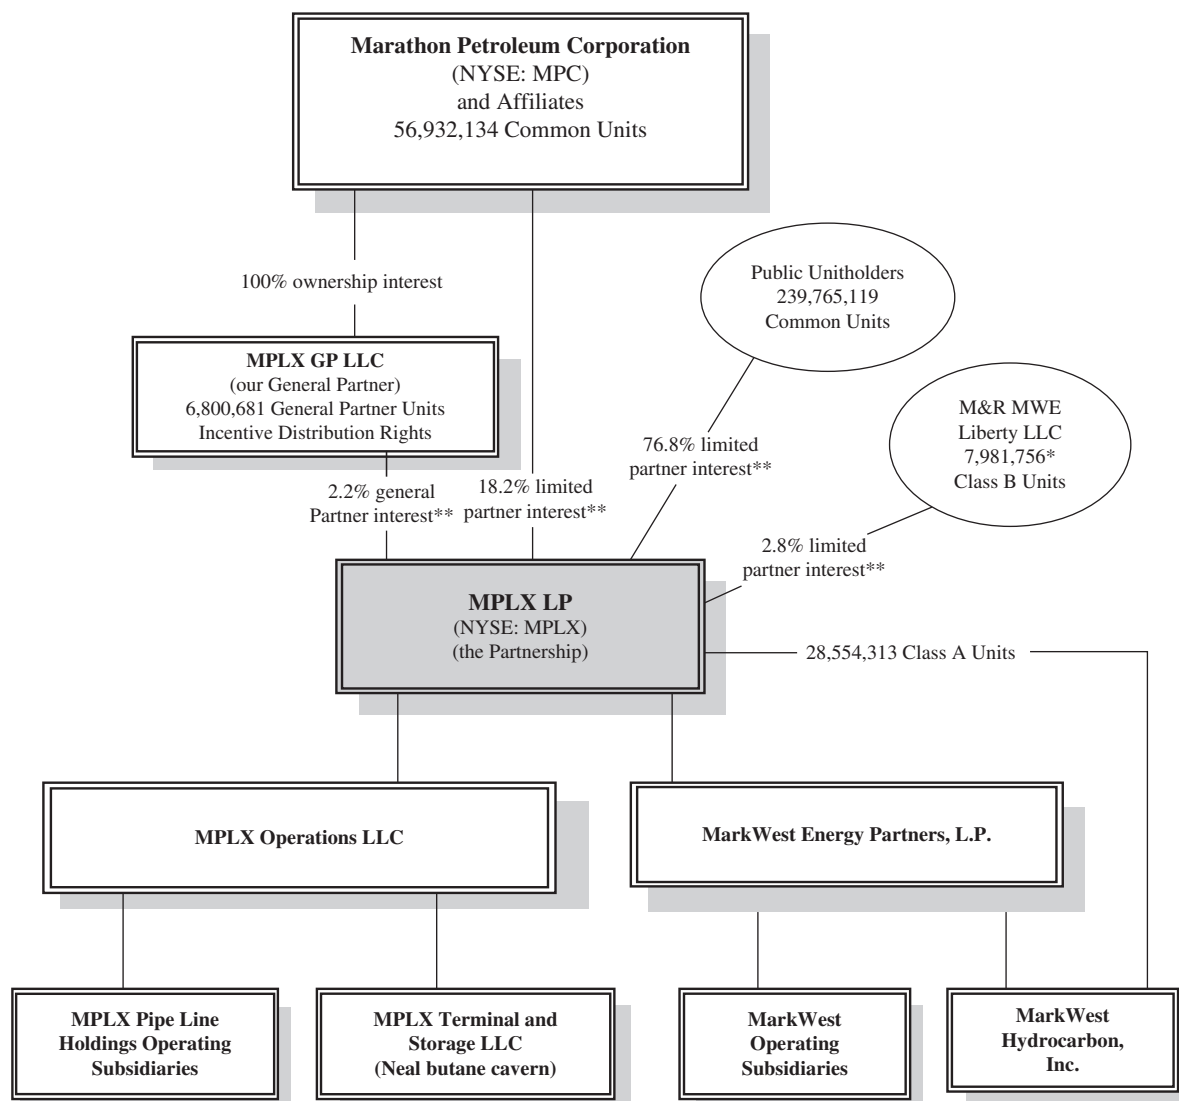 Marathon Petroleum Corporation
(NYSE: MPC)
and Affiliates
56,932,134 Common Units
100% ownership interest
Public Unitholders
239,765,119
Common Units
MPLX GP LLC
(our General Partner)
6,800,681 General Partner Units
Incentive Distribution Rights
M&R MWE
Liberty LLC
7,981,756*
Class B Units
76.8% limited
partner interest**
2.2% general
Partner interest**
18.2% limited
partner interest**
2.8% limited
partner interest**
MPLX LP
(NYSE: MPLX)
(the Partnership)
28,554,313 Class A Units
MPLX Operations LLC
MarkWest Energy Partners, L.P.
MPLX Pipe Line
Holdings Operating
Subsidiaries
MPLX Terminal and
Storage LLC
(Neal butane cavern)
MarkWest
Operating
Subsidiaries
MarkWest
Hydrocarbon,
Inc.